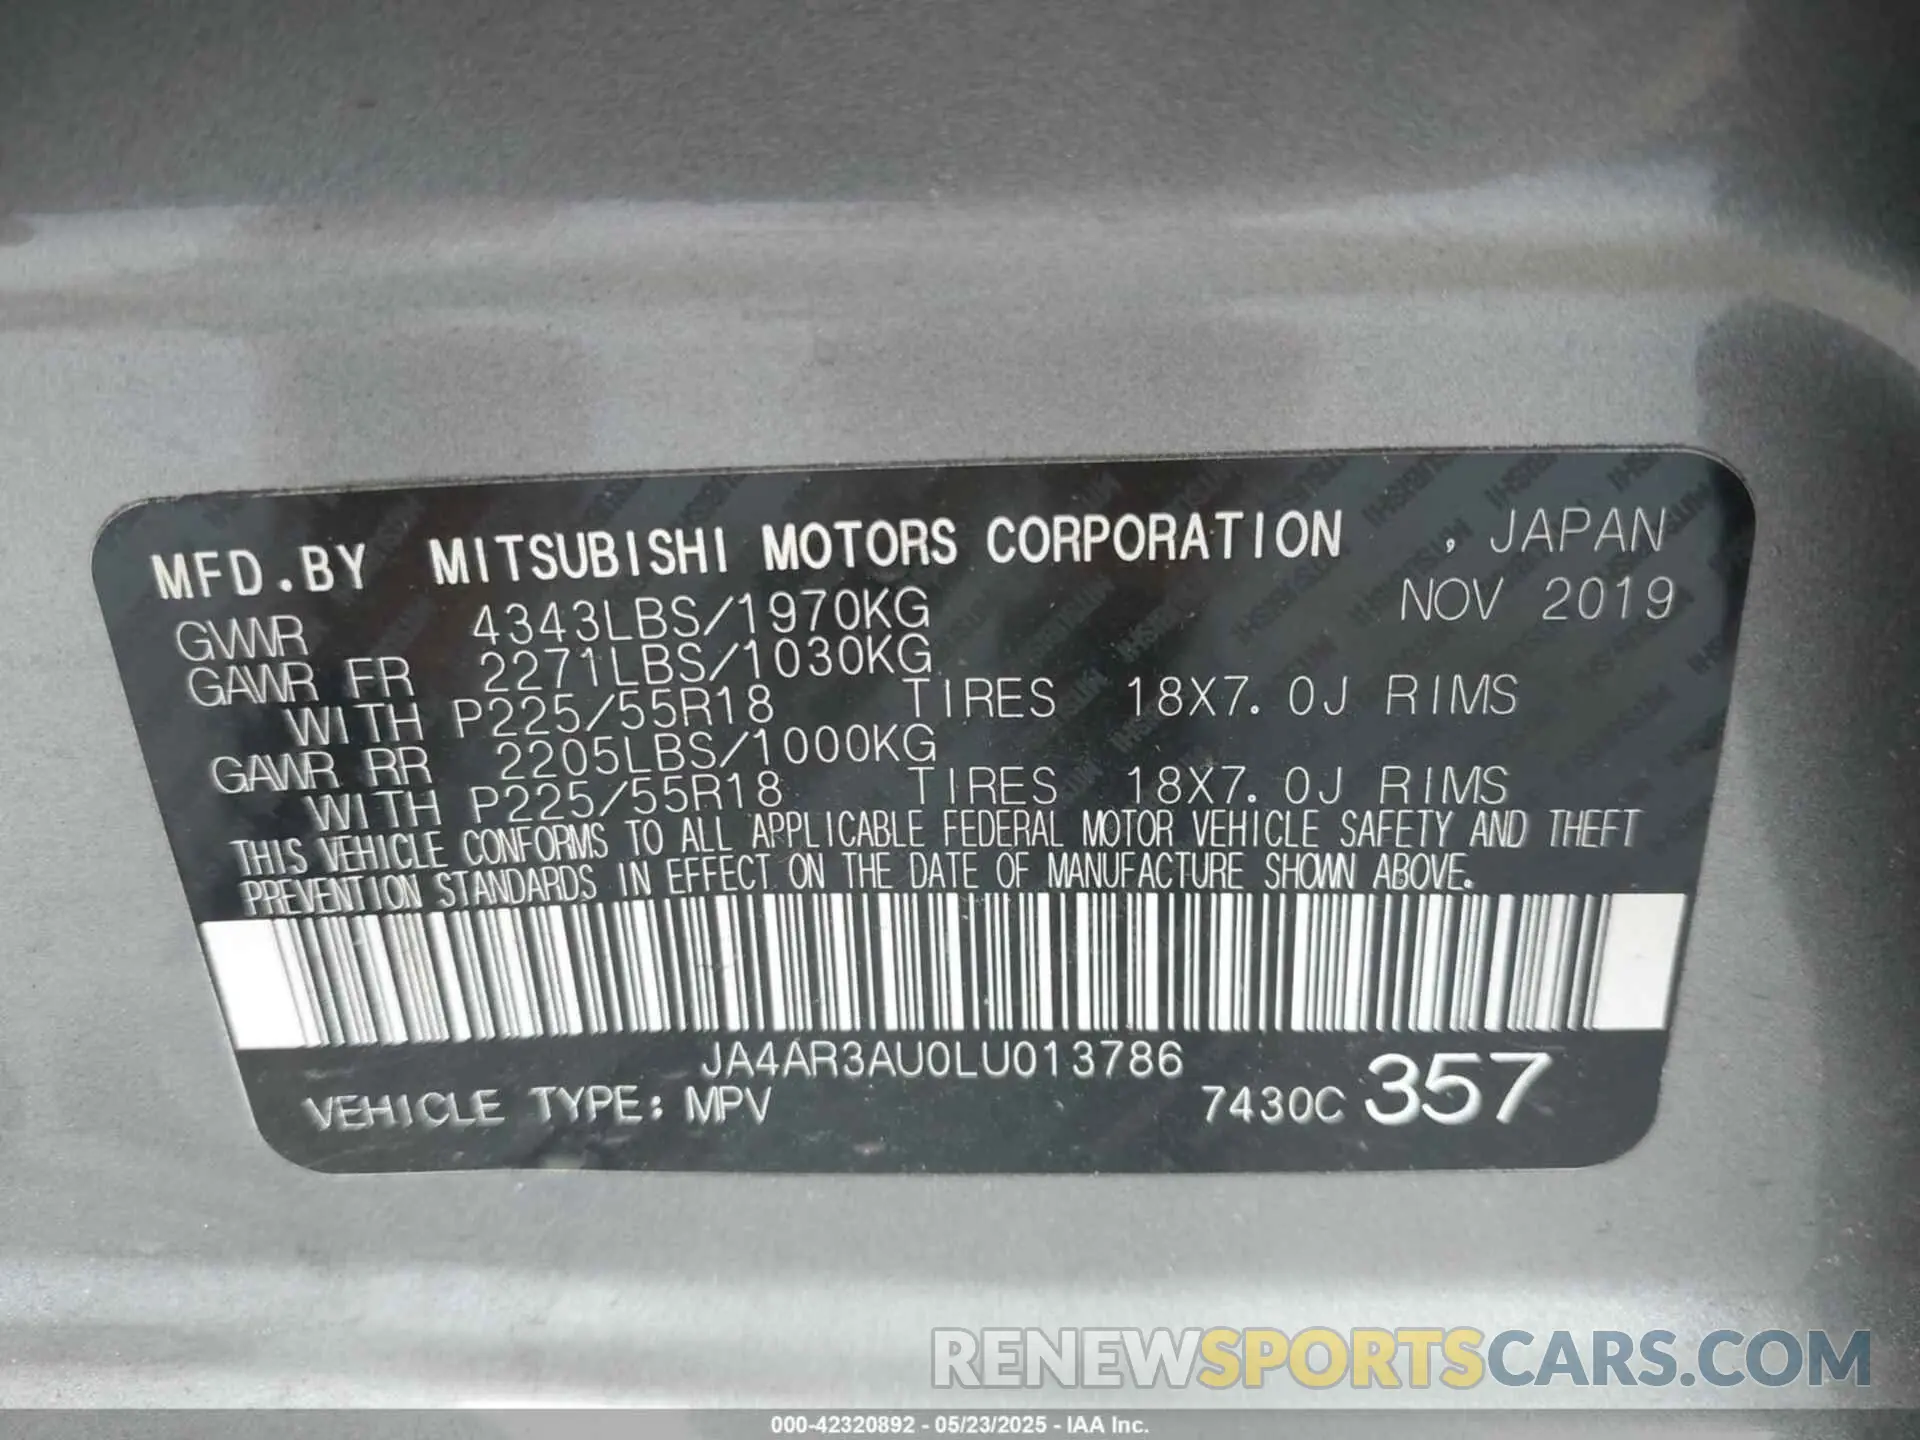 MFD.BY MITSUBISHI MOTORS CORPORATION , JAPAN
NOV 2019
GVWR 4343LBS/1970KG
GAWR FR 2271LBS/1030KG
WITH P225/55R18 TIRES 18X7.0J RIMS
GAWR RR 2205LBS/1000KG
WITH P225/55R18 TIRES 18X7.0J RIMS
THIS VEHICLE CONFORMS TO ALL APPLICABLE FEDERAL MOTOR VEHICLE SAFETY AND THEFT
PREVENTION STANDARDS IN EFFECT ON THE DATE OF MANUFACTURE SHOWN ABOVE.
JA4AR3AU0LU013786
VEHICLE TYPE: MPV 7430C 357
RENEWSPORTSCARS.COM
000-42320892 - 05/23/2025 - IAA Inc.